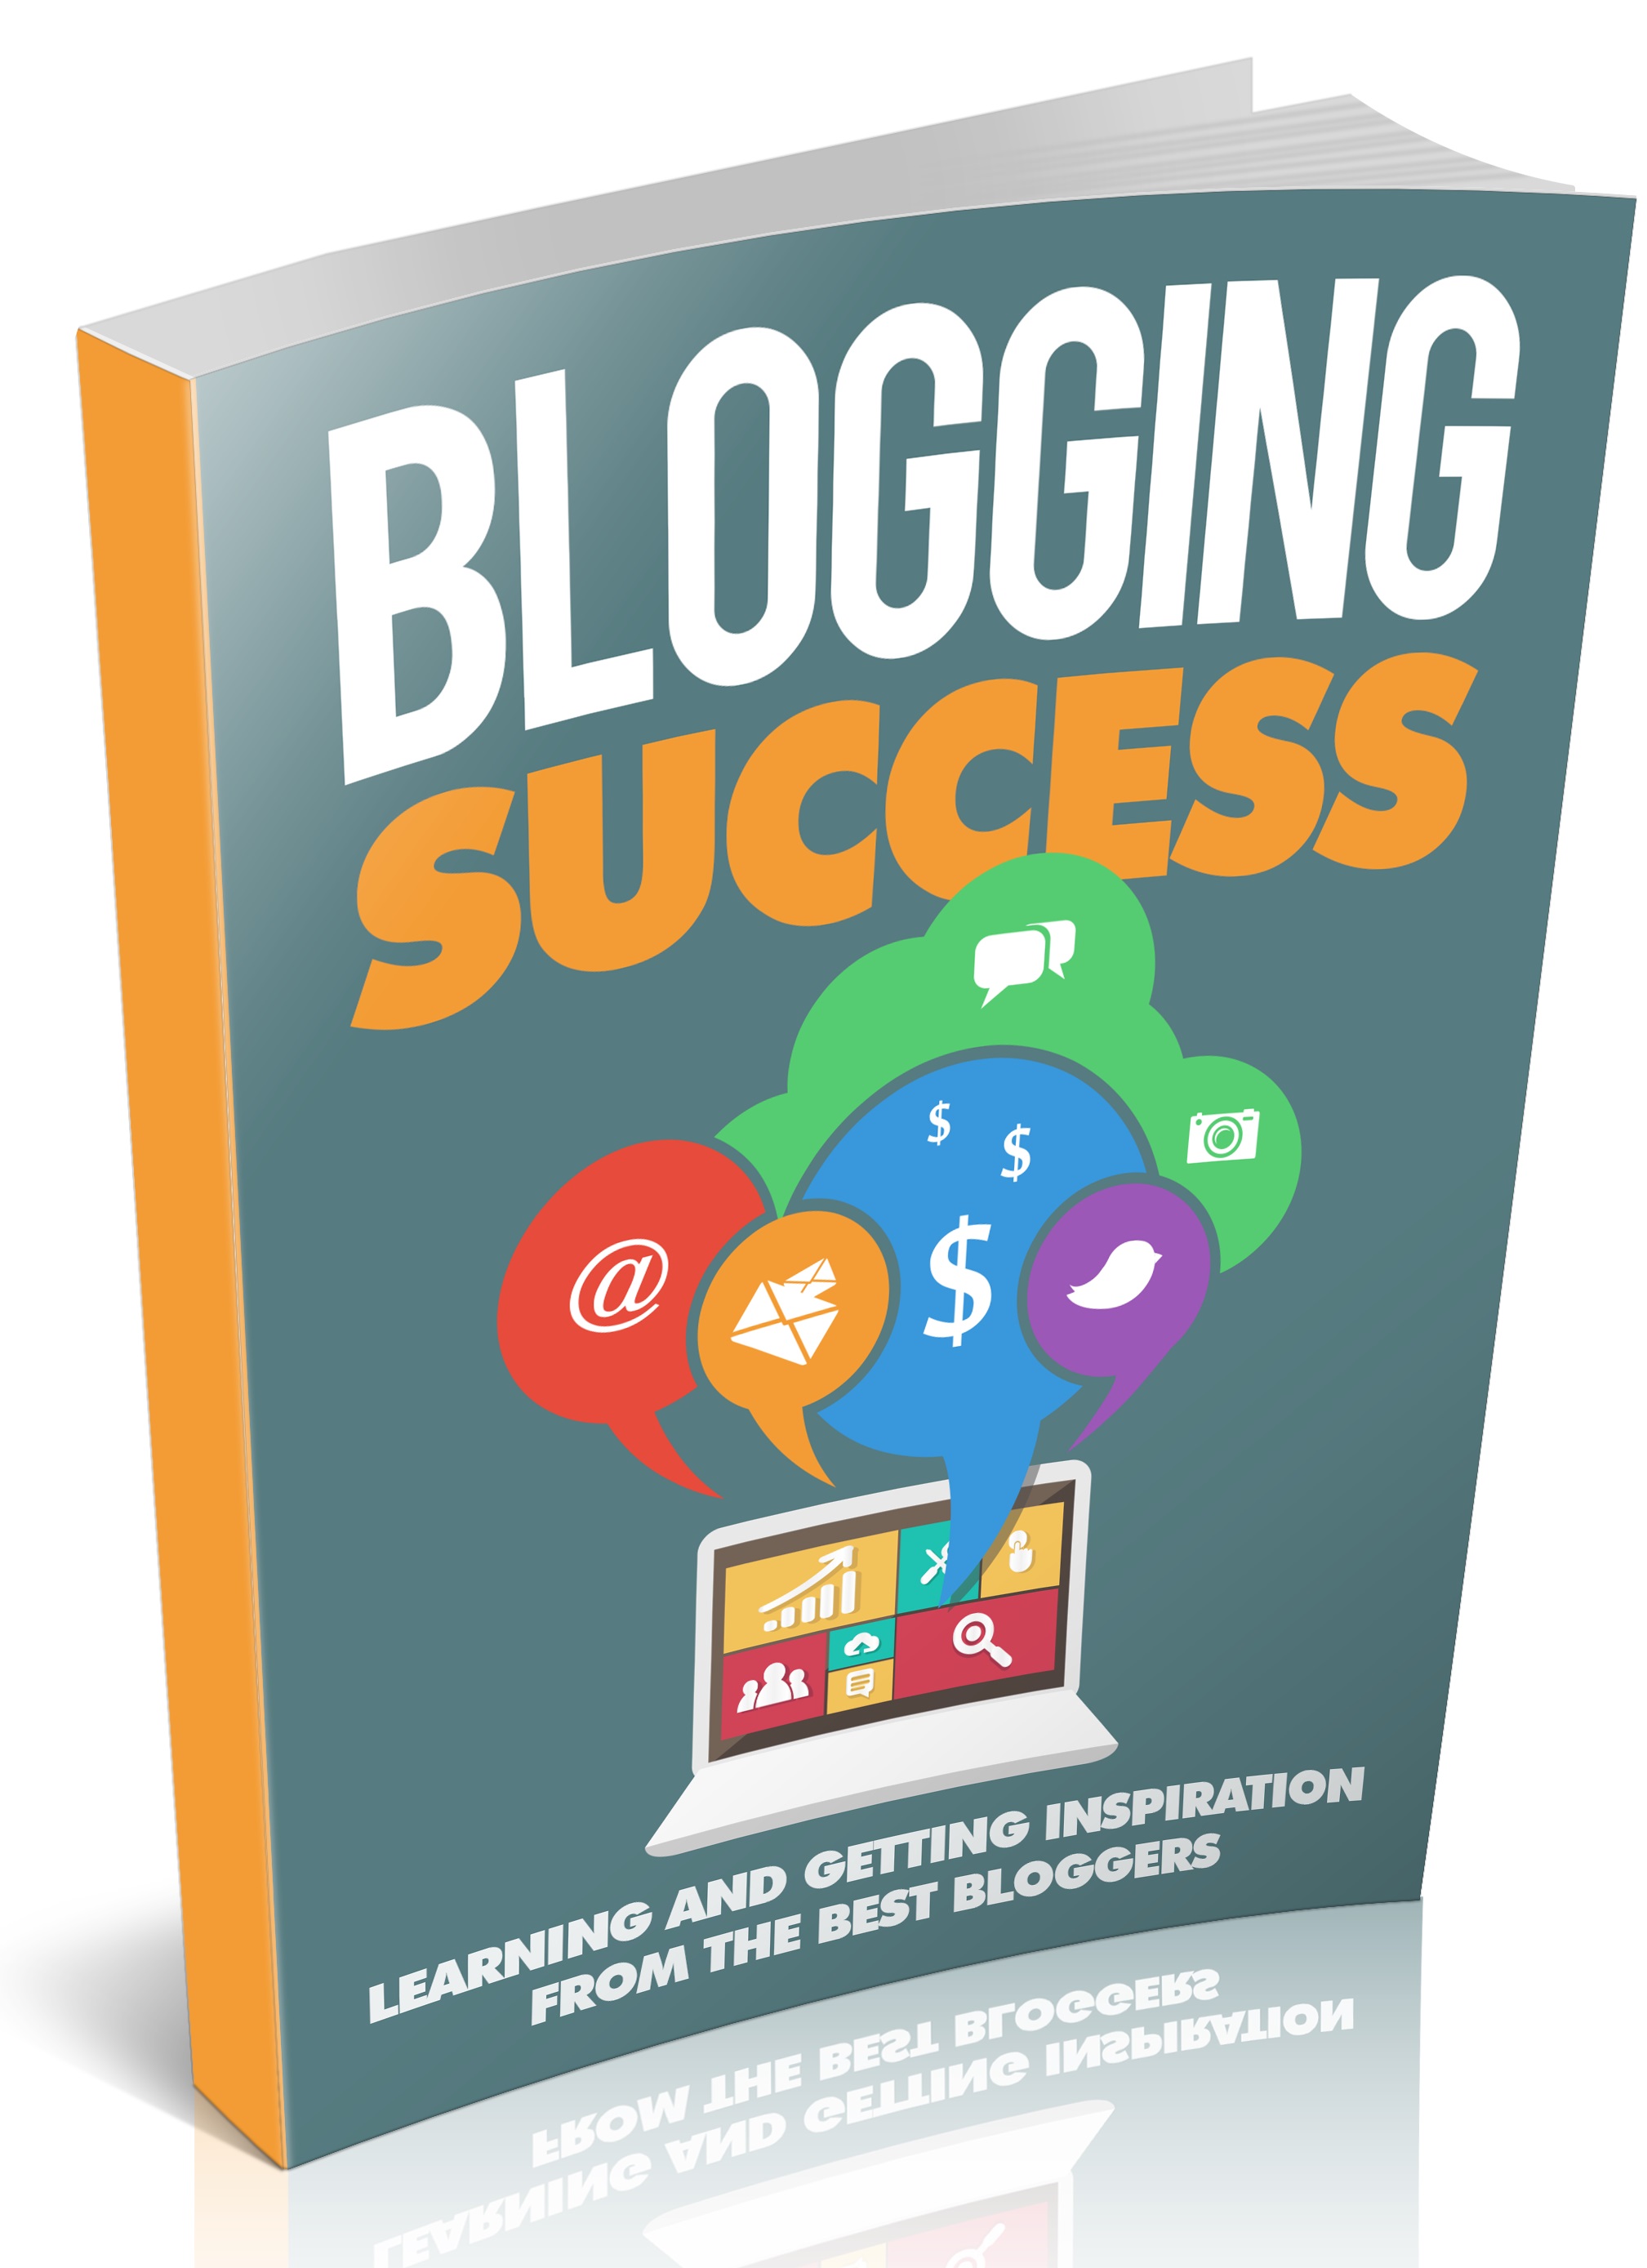 BLOGGING
SUCCESS
$
$
@
$
LEARNING AND GETTING INSPIRATION
FROM THE BEST BLOGGERS